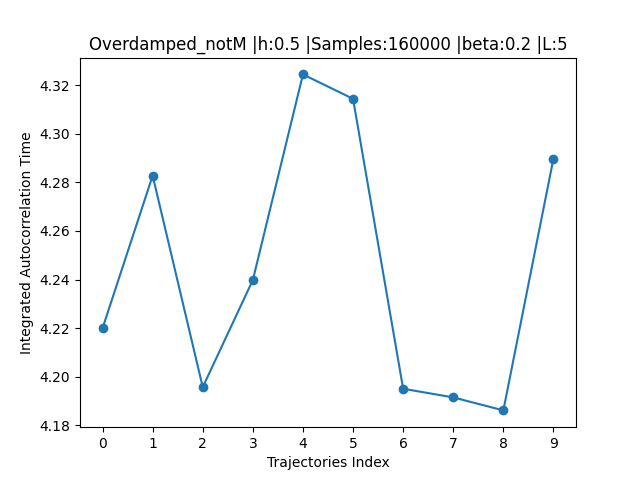 Overdamped_notM |h:0.5 |Samples:160000 |beta:0.2 |L:5
Integrated Autocorrelation Time
4.32
4.30
4.28
4.26
4.24
4.22
4.20
4.18
0 1 2 3 4 5 6 7 8 9
Trajectories Index